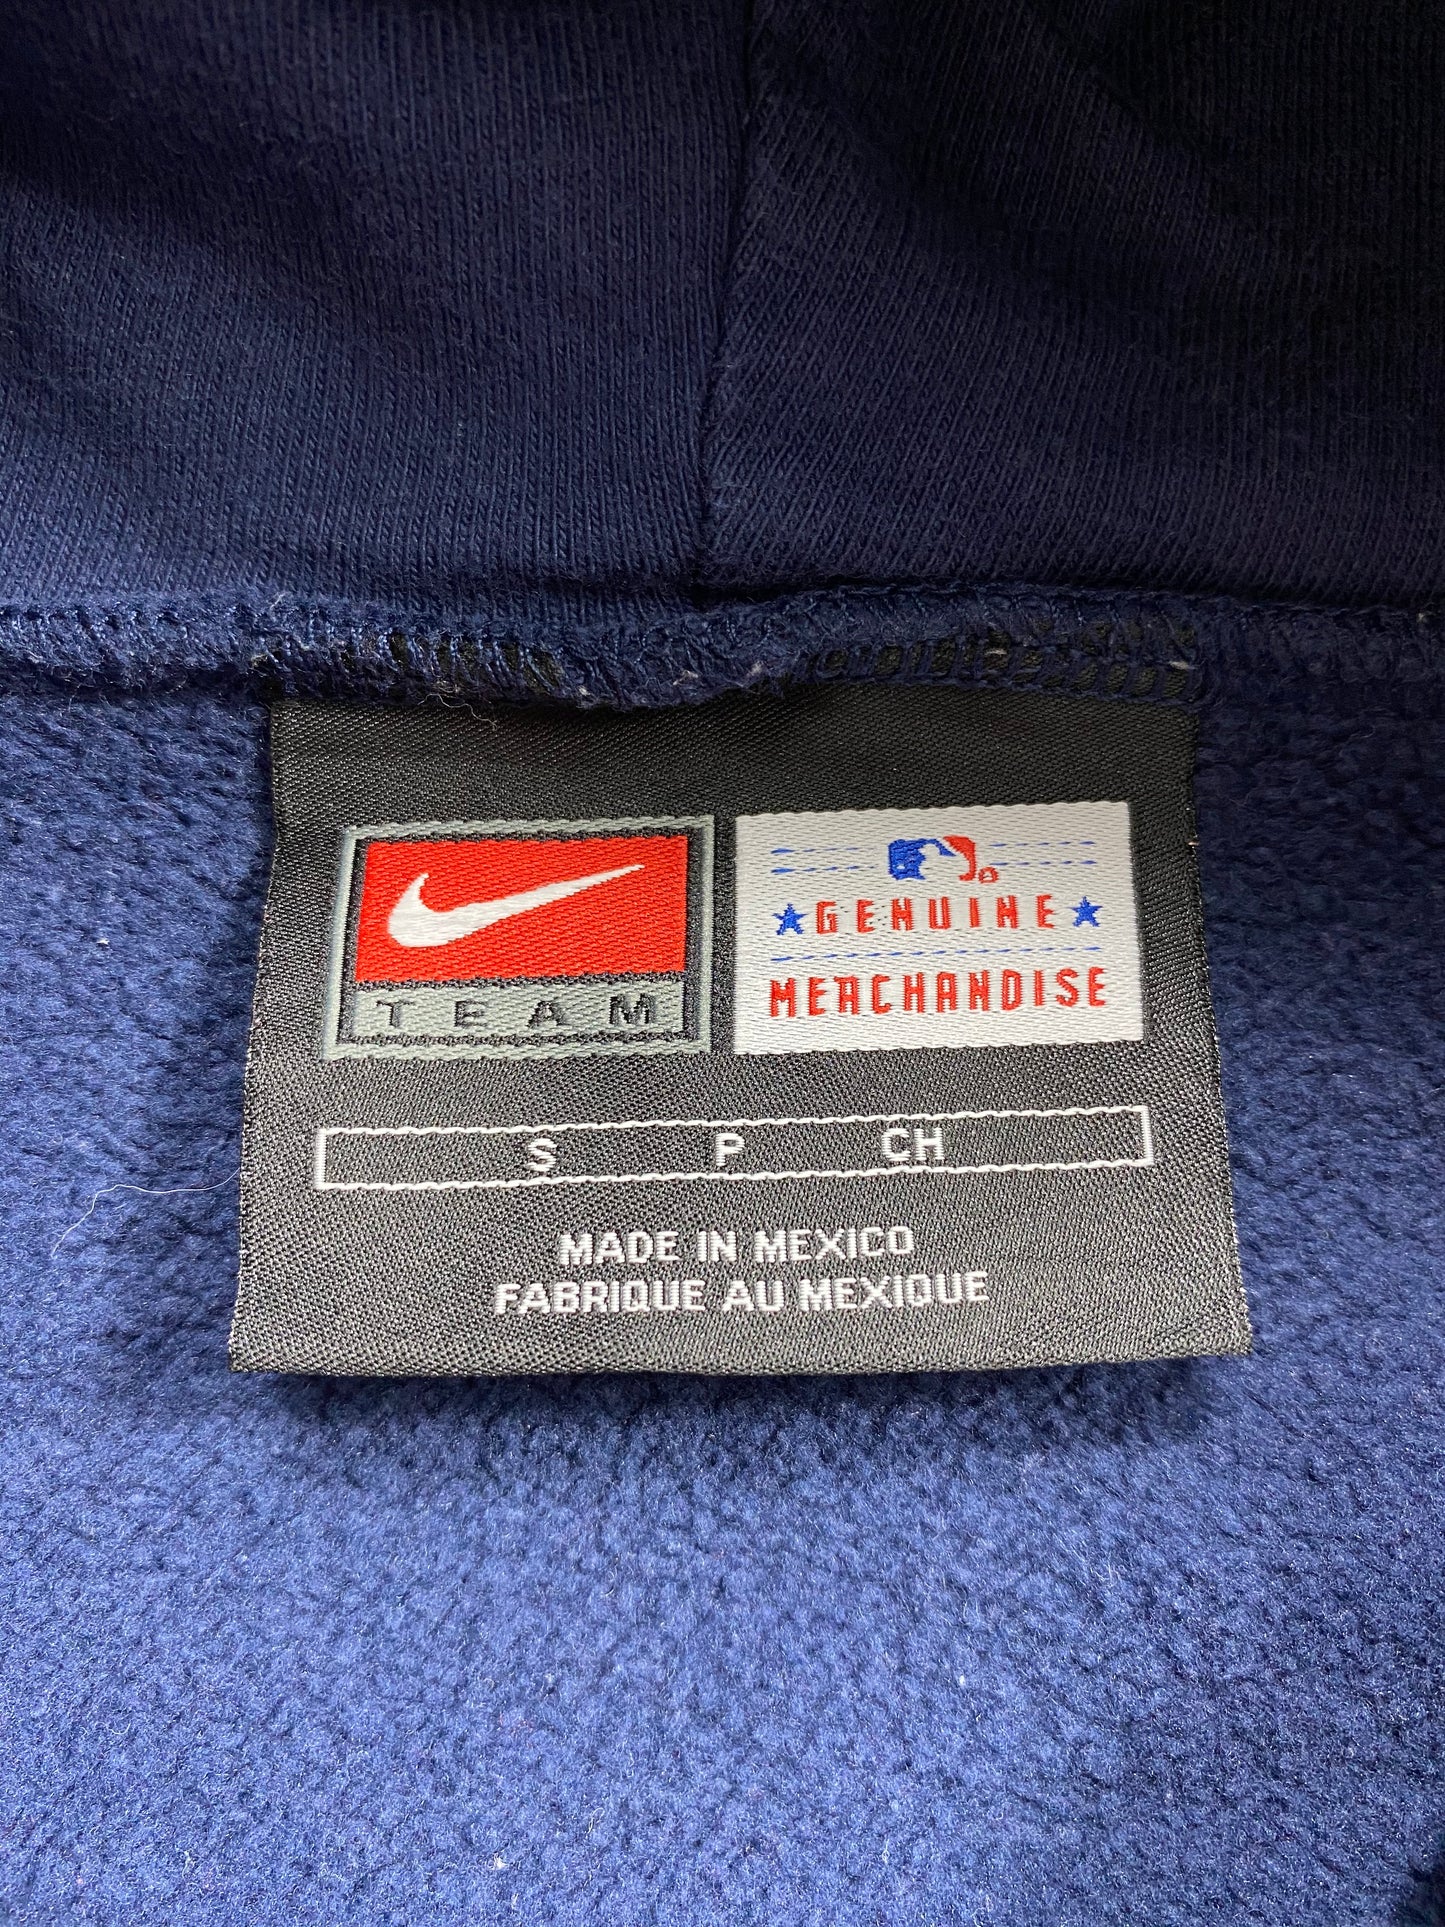 TEAM
GENUINE
MERCHANDISE
S P CH
MADE IN MEXICO
FABRIQUE AU MEXIQUE